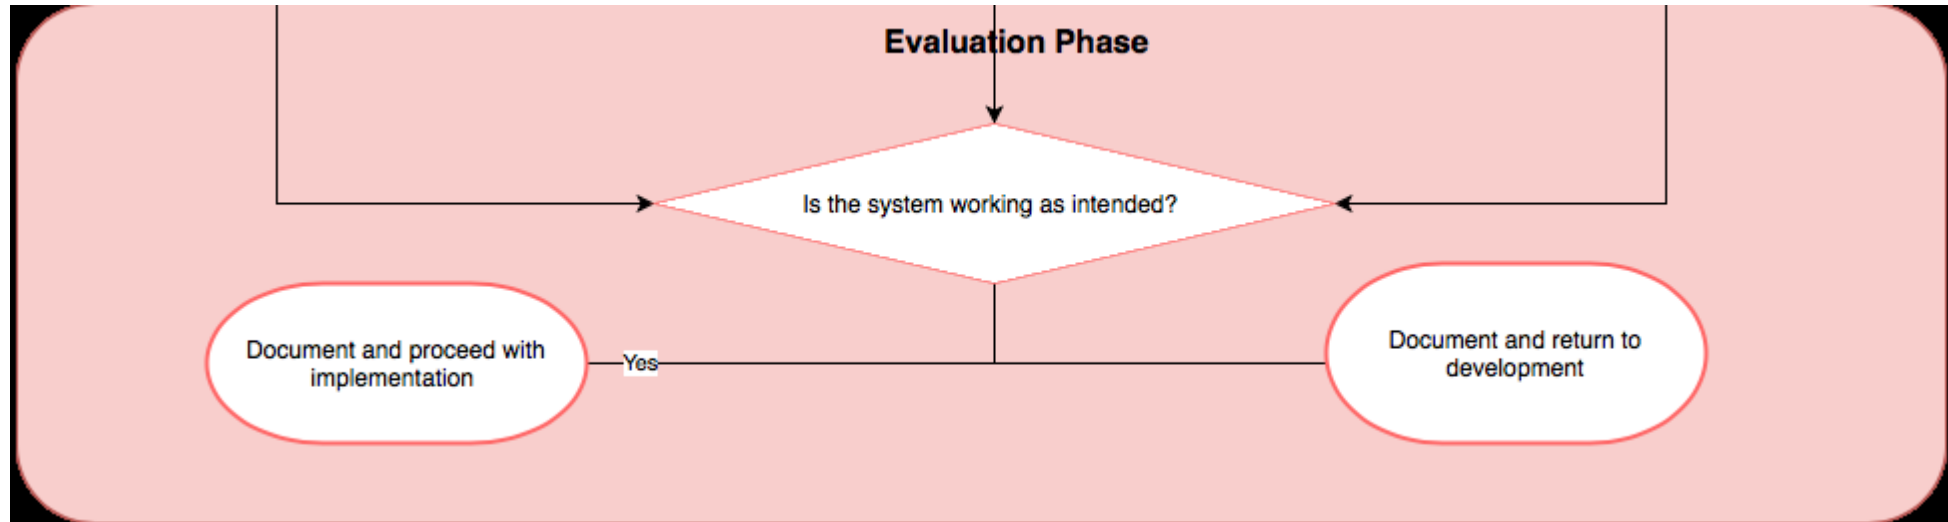 Evaluation Phase
Is the system working as intended?
Document and proceed with
implementation
Yes
Document and return to
development